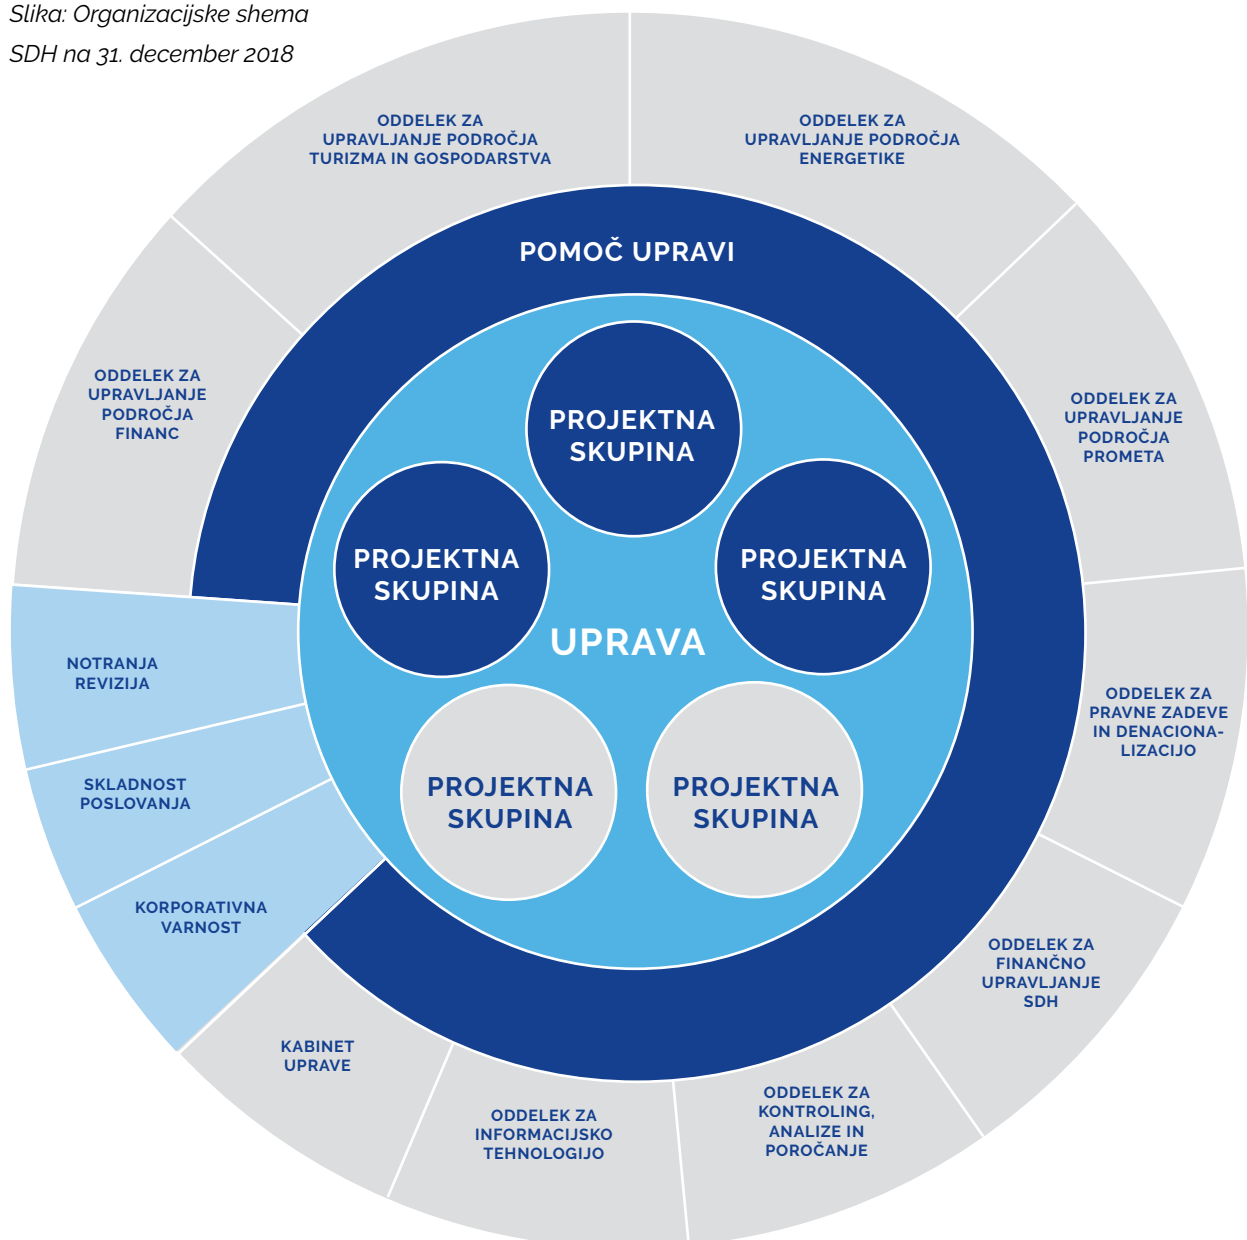 Slika: Organizacijske shema
SDH na 31. december 2018
ODDELEK ZA
UPRAVLJANJE PODROČJA
TURIZMA IN GOSPODARSTVA
ODDELEK ZA
UPRAVLJANJE PODROČJA
ENERGETIKE
POMOČ UPRAVI
ODDELEK ZA
UPRAVLJANJE
PODROČJA
FINANC
ODDELEK ZA
UPRAVLJANJE
PODROČJA
PROMETA
PROJEKTNA
SKUPINA
PROJEKTNA
SKUPINA
PROJEKTNA
SKUPINA
UPRAVA
PROJEKTNA
SKUPINA
PROJEKTNA
SKUPINA
NOTRANJA
REVIZIJA
SKLADNOST
POSLOVANJA
KORPORATIVNA
VARNOST
ODDELEK ZA
PRAVNE ZADEVE
IN DENACIONA-
LIZACIJO
ODDELEK ZA
FINANČNO
UPRAVLJANJE
SDH
KABINET
UPRAVE
ODDELEK ZA
INFORMACIJSKO
TEHNOLOGIJO
ODDELEK ZA
KONTROLING,
ANALIZE IN
POROČANJE